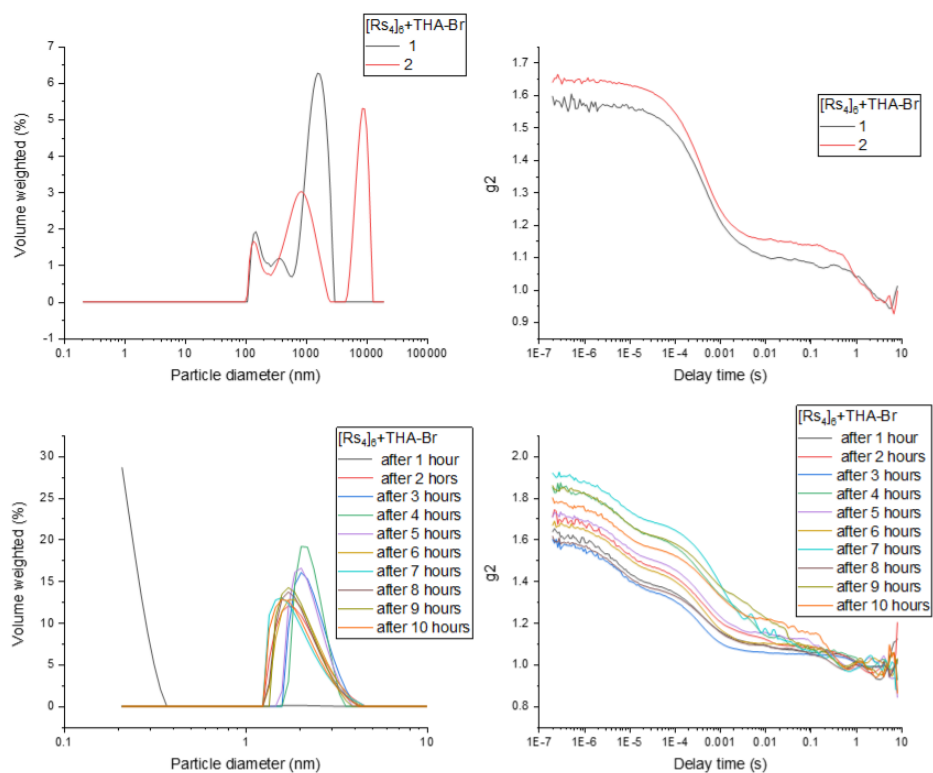 [Rs₄]₆+THA-Br
1
2
7
6
5
4
3
2
1
0
-1
Volume weighted (%)
0.1
1
10
100
1000
10000
100000
Particle diameter (nm)
[Rs₄]₆+THA-Br
1
2
1.7
1.6
1.5
1.3
1.2
1.1
1.0
0.9
g2
1E-7
1E-6
1E-5
1E-4
0.001
0.01
0.1
1
10
Delay time (s)
[Rs₄]₆+THA-Br
after 1 hour
after 2 hors
after 3 hours
after 4 hours
after 5 hours
after 6 hours
after 7 hours
after 8 hours
after 9 hours
after 10 hours
30
25
20
15
10
5
0
Volume weighted (%)
0.1
1
10
Particle diameter (nm)
[Rs₄]₆+THA-Br
after 1 hour
after 2 hours
after 3 hours
after 4 hours
after 5 hours
after 6 hours
after 7 hours
after 8 hours
after 9 hours
after 10 hours
2.0
1.8
1.6
1.4
1.2
1.0
0.8
g2
1E-7
1E-6
1E-5
1E-4
0.001
0.01
0.1
1
10
Delay time (s)